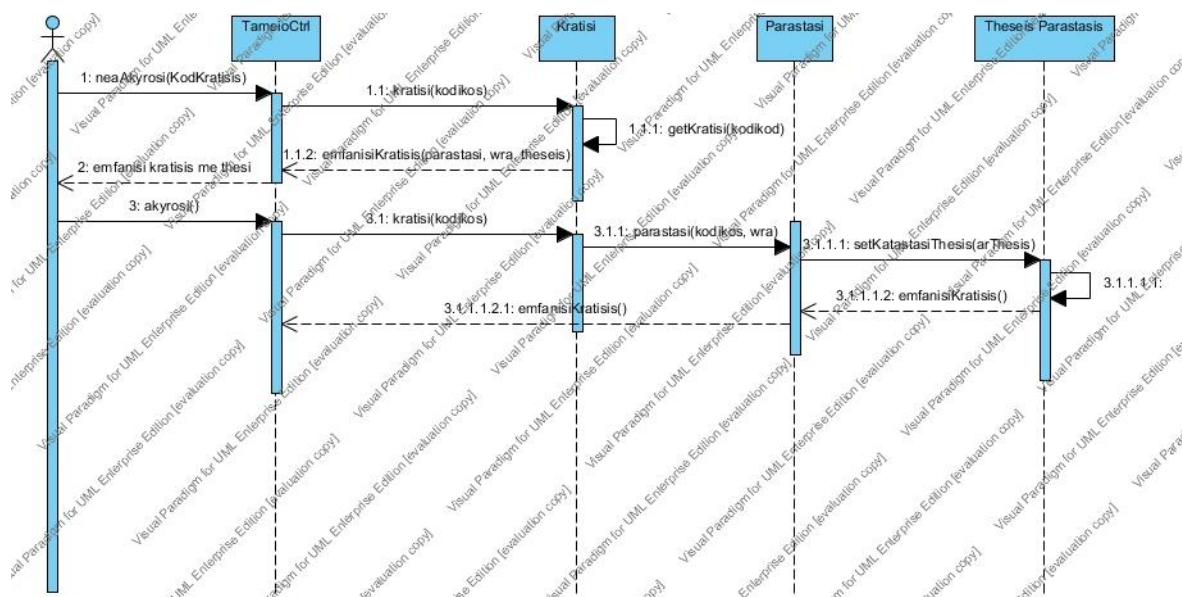 TameioCtrl
Kratisi
Parastasi
Theseis Parastasis
1: neaAkyrosi(KodKratisis)
1.1: kratisi(kodikos)
1.1.1: getKratisi(kodikod)
1.1.2: emfanisiKratisis(parastasi, wra, theseis)
2: emfanisi kratisis me thesi
3: akyrosi()
3.1: kratisi(kodikos)
3.1.1: parastasi(kodikos, wra)
3.1.1.1: setKatastasiThesis(arThesis)
3.1.1.1.1:
3.1.1.1.2: emfanisiKratisis()
3.1.1.1.2.1: emfanisiKratisis()
Visual Paradigm for UML Enterprise Edition [evaluation copy]